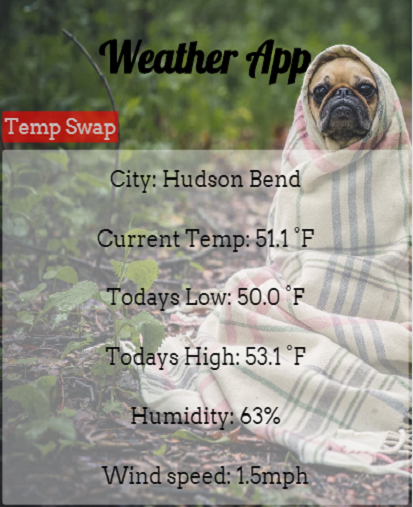 Weather App
Temp Swap
City: Hudson Bend
Current Temp: 51.1 °F
Todays Low: 50.0 °F
Todays High: 53.1 °F
Humidity: 63%
Wind speed: 1.5mph